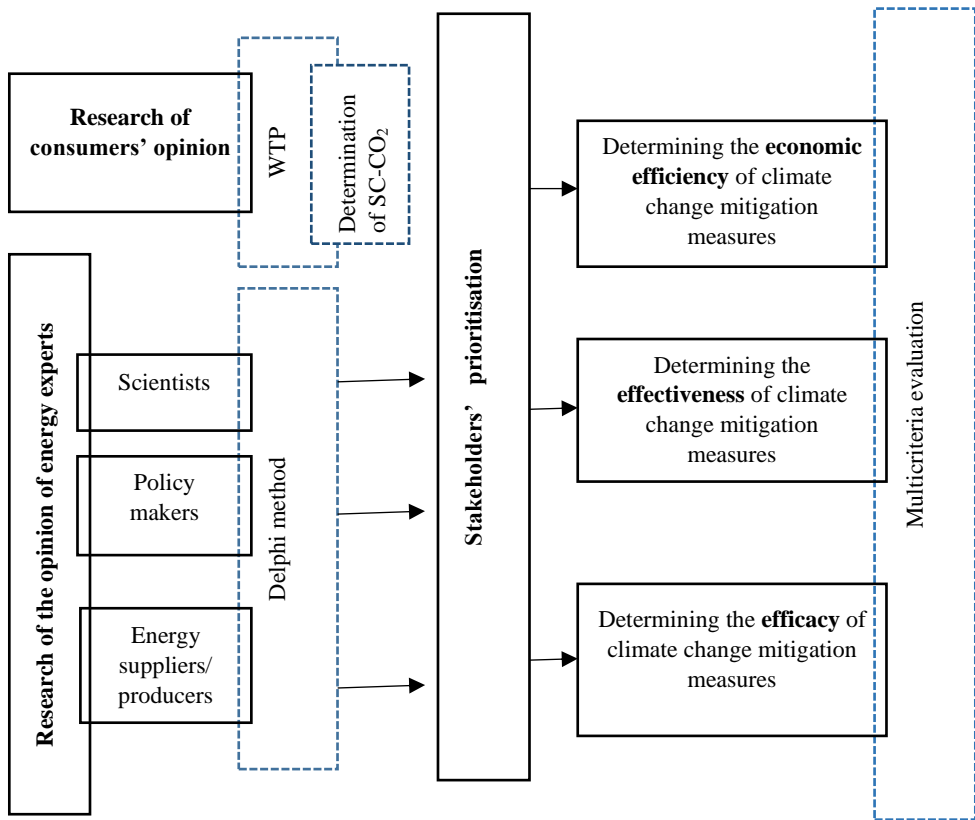 Research of
consumers’ opinion
WTP
Determination
of SC-CO₂
Research of the opinion of energy experts
Scientists
Policy
makers
Energy
suppliers/
producers
Delphi method
Stakeholders’ prioritisation
Determining the economic
efficiency of climate
change mitigation
measures
Determining the
effectiveness of climate
change mitigation
measures
Determining the efficacy of
climate change mitigation
measures
Multicriteria evaluation